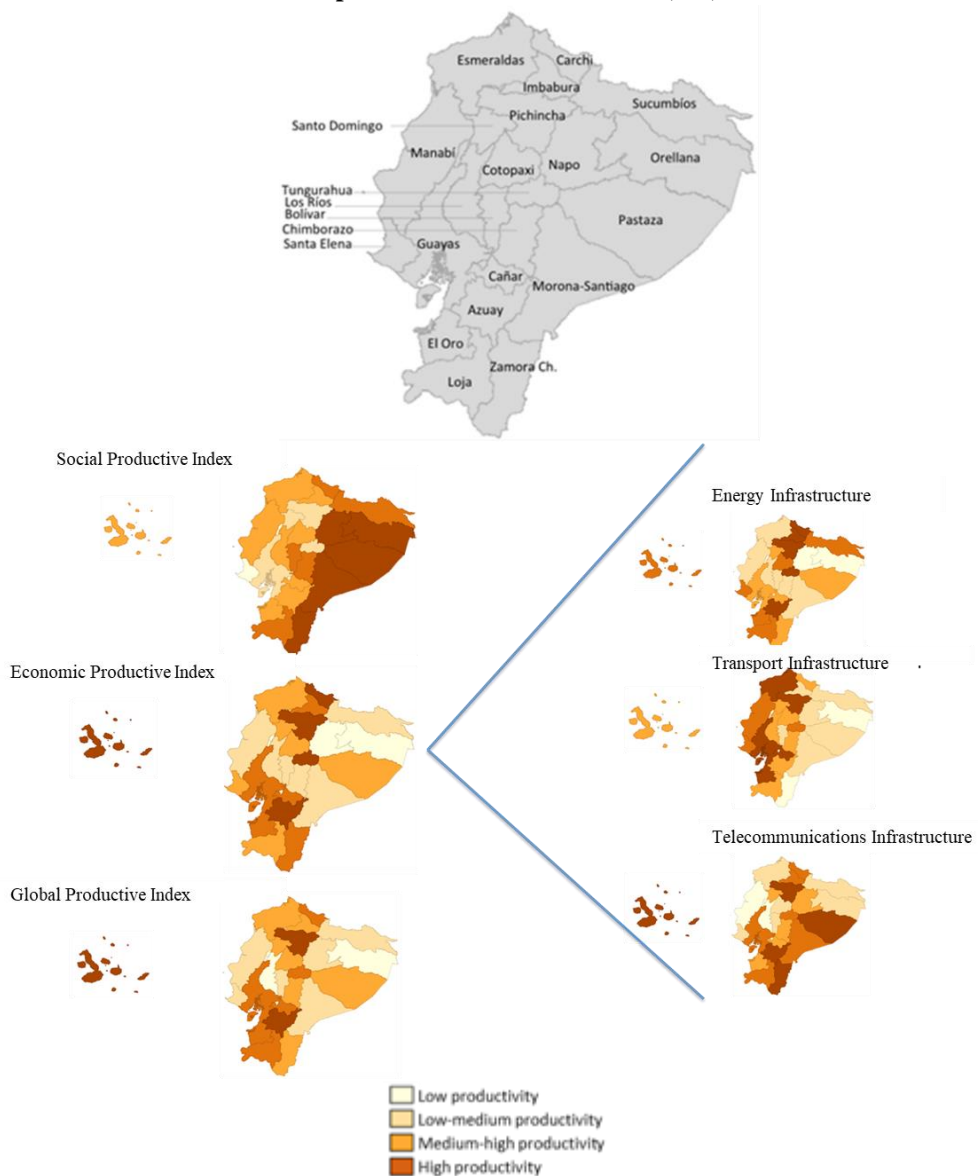 Esmeraldas
Carchi
Imbabura
Sucumbíos
Pichincha
Santo Domingo
Manabí
Orellana
Cotopaxi
Napo
Tungurahua
Los Ríos
Bolívar
Pastaza
Chimborazo
Santa Elena
Guayas
Cañar
Morona-Santiago
Azuay
El Oro
Zamora Ch.
Loja
Social Productive Index
Energy Infrastructure
Economic Productive Index
Transport Infrastructure
Telecommunications Infrastructure
Global Productive Index
Low productivity
Low-medium productivity
Medium-high productivity
High productivity